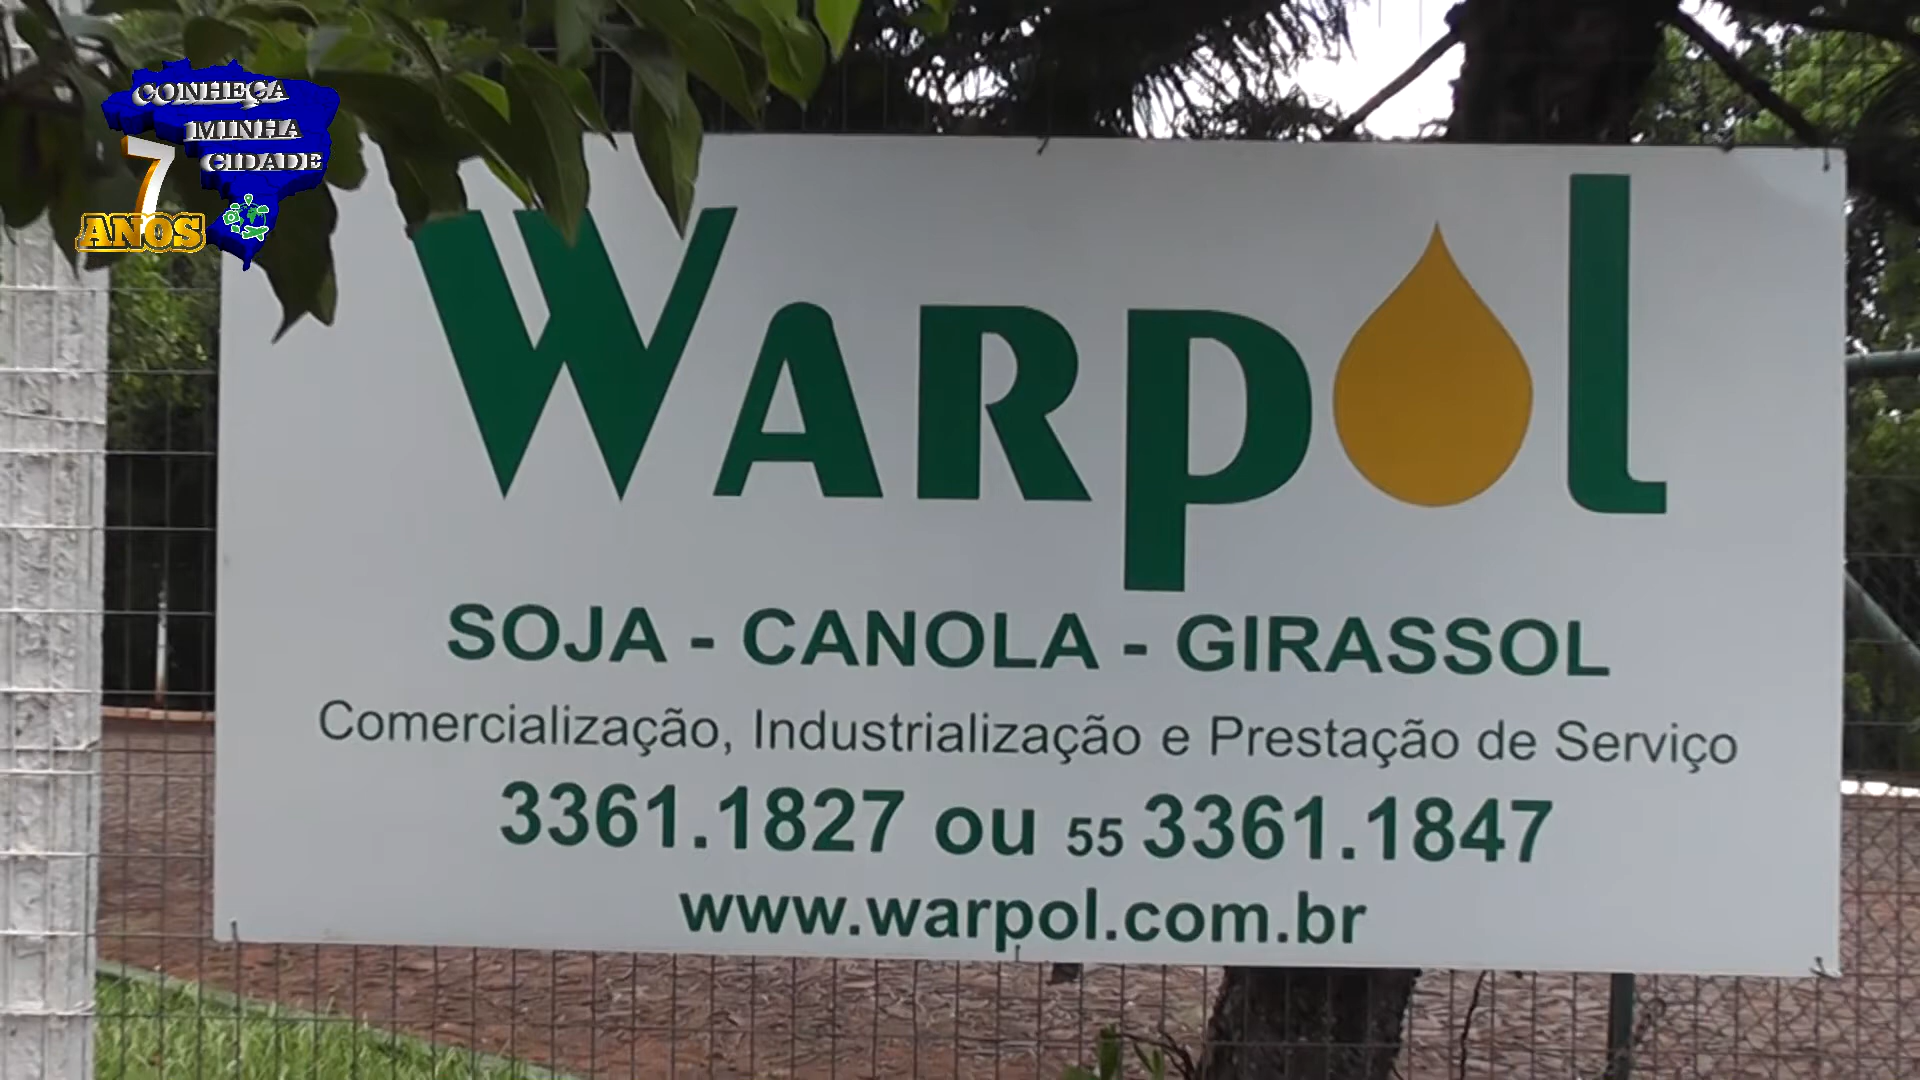 CONHEÇA
MINHA
CIDADE
7
ANOS
Warpol
SOJA - CANOLA - GIRASSOL
Comercialização, Industrialização e Prestação de Serviço
3361.1827 ou 55 3361.1847
www.warpol.com.br